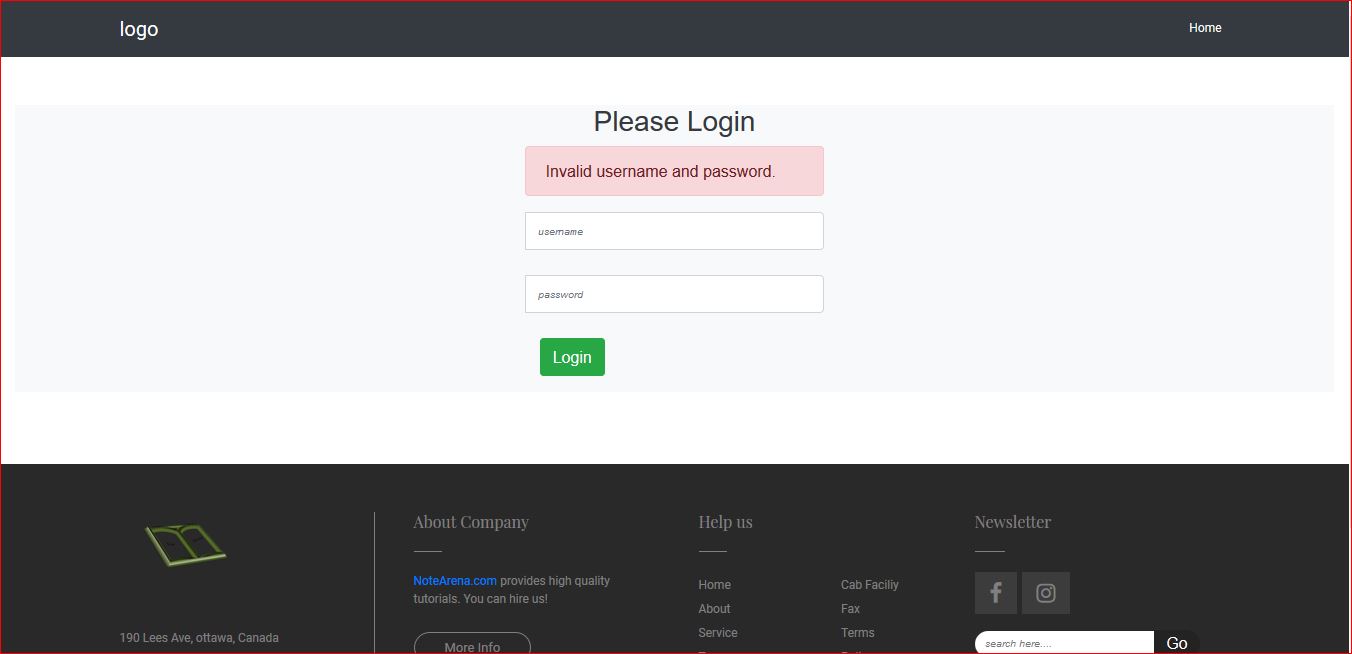 logo
Home
Please Login
Invalid username and password.
username
password
Login
190 Lees Ave, ottawa, Canada
About Company
NoteArena.com provides high quality
tutorials. You can hire us!
More Info
Help us
Home
About
Service
Cab Faciliy
Fax
Terms
Newsletter
search here....
Go